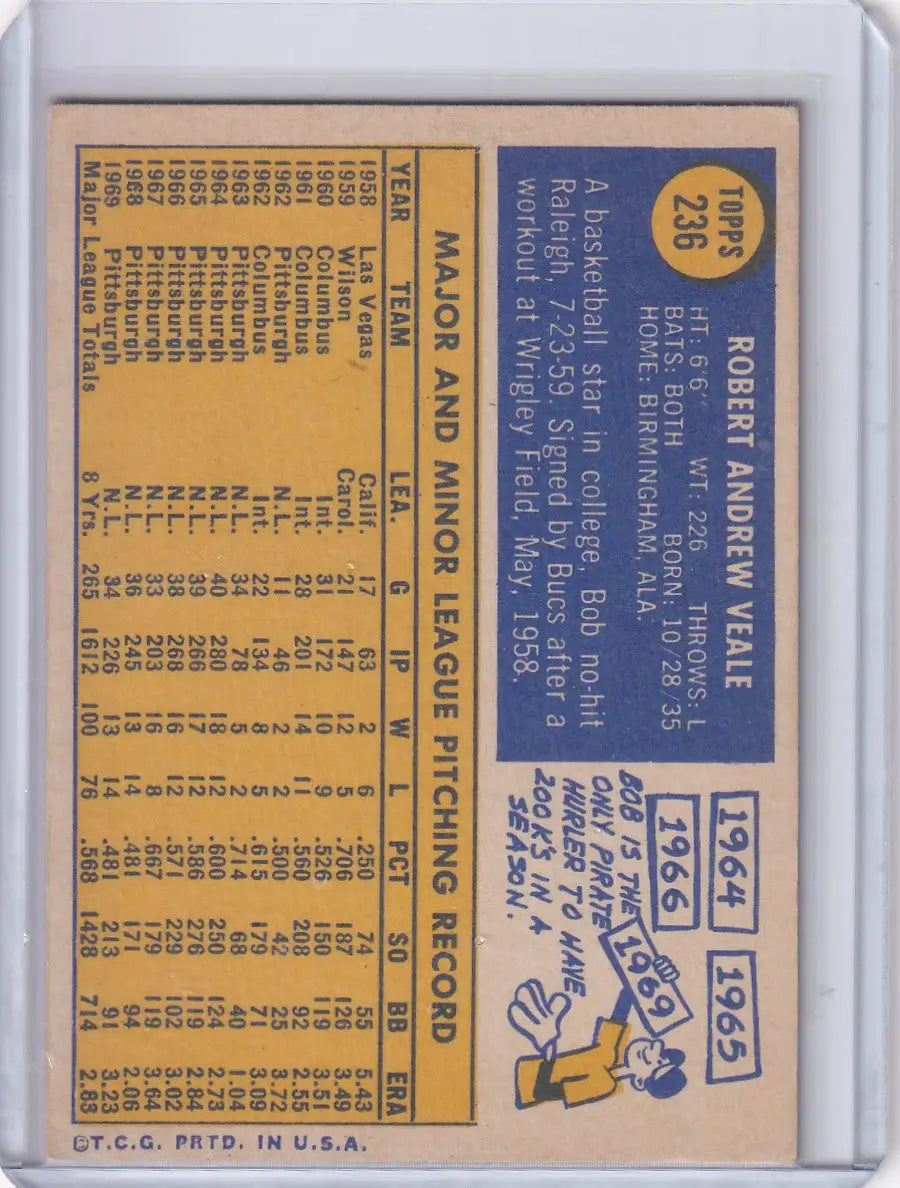 TOPPS
236
ROBERT ANDREW VEALE
HT: 6'6" WT: 226 THROWS: L
BATS: BOTH BORN: 10/28/35
HOME: BIRMINGHAM, ALA.
A basketball star in college, Bob no-hit
Raleigh, 7-23-59. Signed by Bucs after a
workout at Wrigley Field, May, 1958.
1964 1965
1966
1969
BOB IS THE
ONLY PIRATE
HURLER TO HAVE
200K'S IN A
SEASON.
MAJOR AND MINOR LEAGUE PITCHING RECORD
YEAR TEAM LEA. G IP W L PCT SO BB ERA
1958 Las Vegas Calif. 17 63 2 6 .250 74 55 5.43
1959 Wilson Carol. 21 147 12 5 .706 187 126 3.49
1960 Columbus Int. 31 172 10 9 .526 150 119 3.51
1961 Columbus Int. 28 201 14 11 .560 208 92 2.55
1962 Pittsburgh N.L. 11 46 2 2 .500 42 25 3.72
1962 Columbus Int. 22 134 8 5 .615 179 71 3.09
1963 Pittsburgh N.L. 34 78 5 2 .714 68 40 1.04
1964 Pittsburgh N.L. 40 280 18 12 .600 250 124 2.73
1965 Pittsburgh N.L. 39 266 17 12 .586 276 119 2.84
1966 Pittsburgh N.L. 38 268 16 12 .571 229 102 3.02
1967 Pittsburgh N.L. 33 203 16 8 .667 179 119 3.64
1968 Pittsburgh N.L. 36 245 13 14 .481 171 94 2.06
1969 Pittsburgh N.L. 34 226 13 14 .481 213 91 3.23
Major League Totals 8 Yrs. 265 1612 100 76 .568 1428 714 2.83
©T.C.G. PRTD. IN U.S.A.